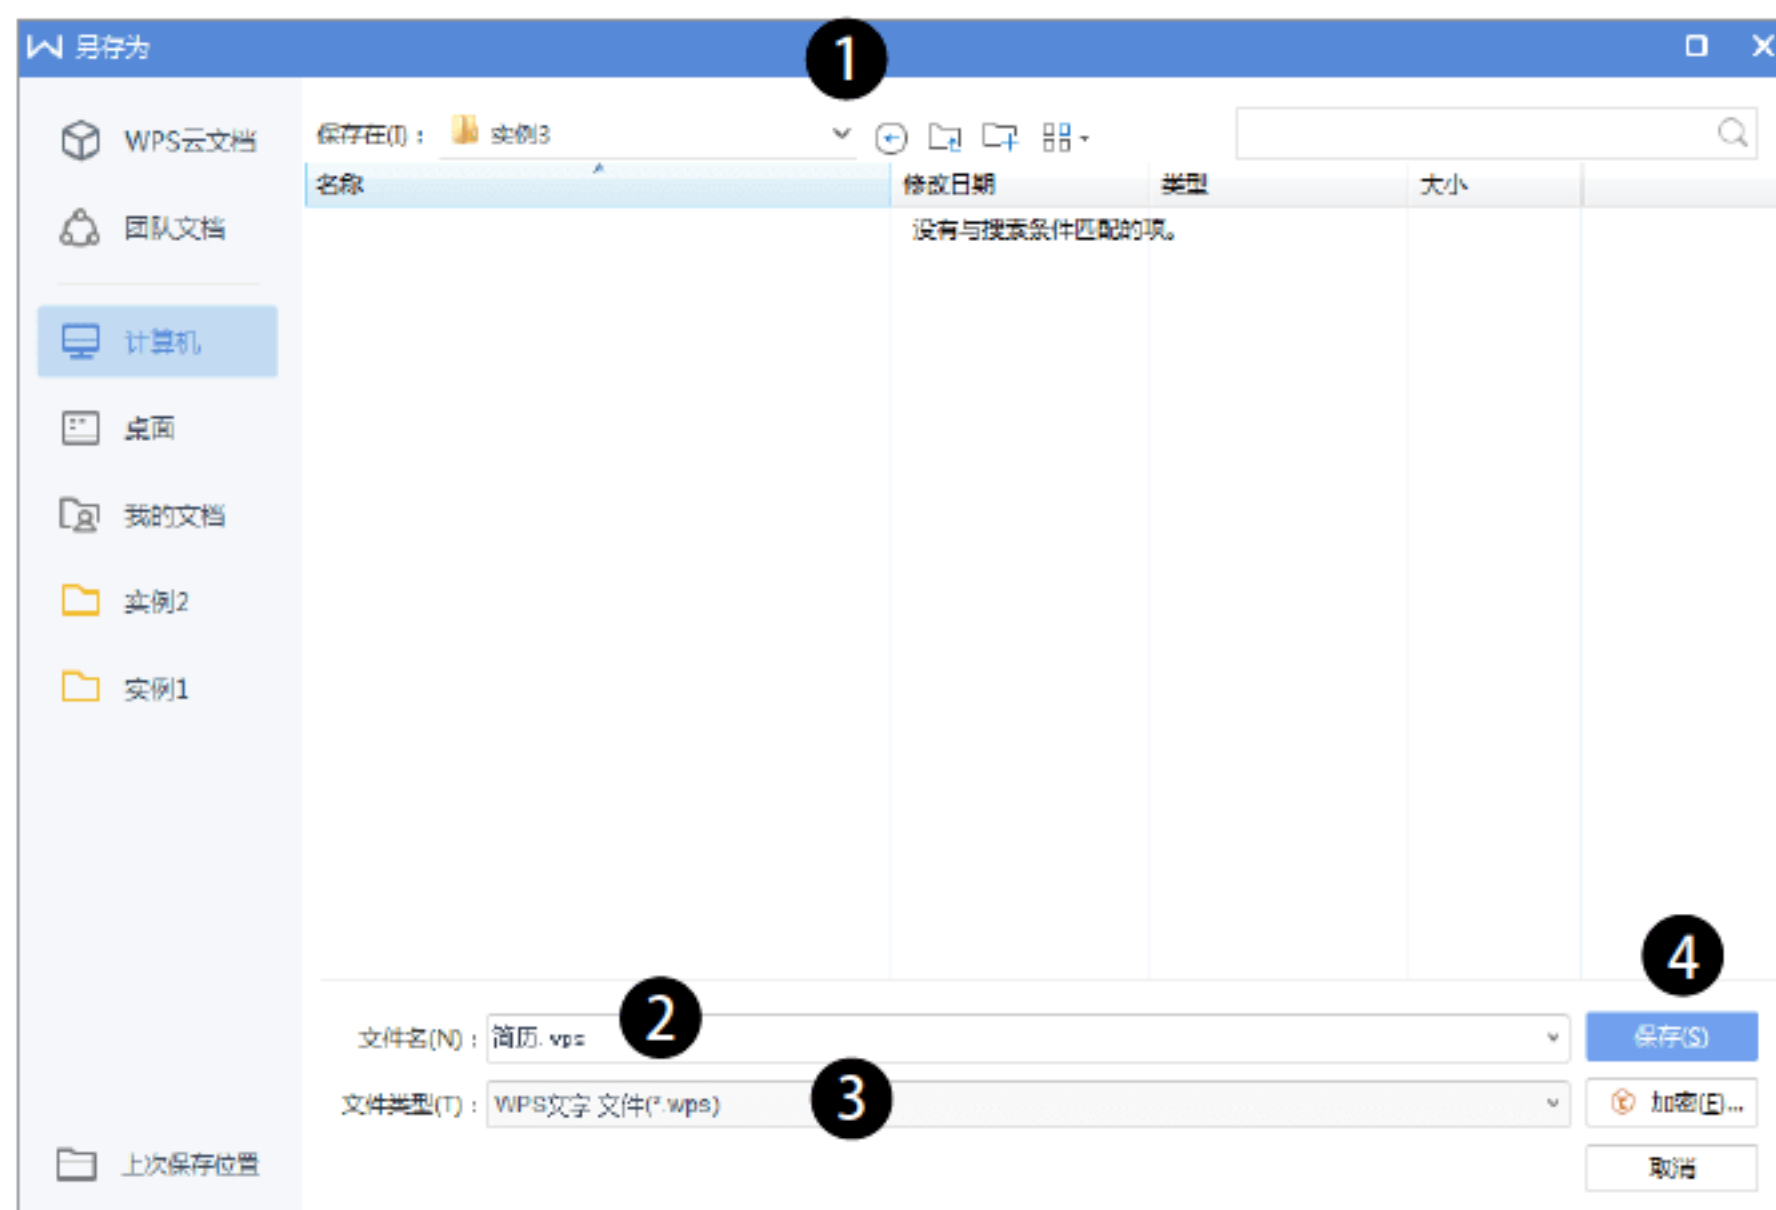 另存为
1
WPS云文档
保存在(I)： 实例3
名称 修改日期 类型 大小
团队文档
没有与搜索条件匹配的项。
计算机
桌面
我的文档
实例2
实例1
4
2
文件名(N)： 简历.wps
保存(S)
3
文件类型(T)： WPS文字 文件(*.wps)
加密(E)...
上次保存位置
取消